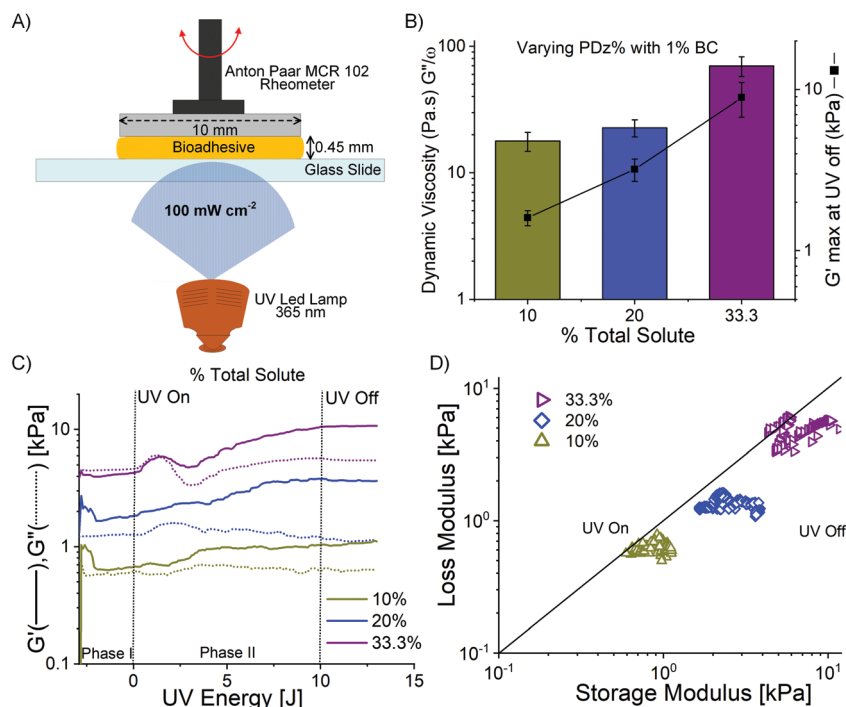 A)
Anton Paar MCR 102
Rheometer
10 mm
Bioadhesive
0.45 mm
Glass Slide
100 mW cm⁻²
UV Led Lamp
365 nm
B)
Varying PDz% with 1% BC
Dynamic Viscosity (Pa.s) G"/ω
100
10
1
10
20
33.3
% Total Solute
10
1
G' max at UV off (kPa)
C)
% Total Solute
UV On
UV Off
G'(——),G"(········) [kPa]
10
1
0.1
Phase I
Phase II
10%
20%
33.3%
0
5
10
15
UV Energy [J]
D)
33.3%
20%
10%
UV On
UV Off
Loss Modulus [kPa]
10¹
10⁰
10⁻¹
10⁻¹
10⁰
10¹
Storage Modulus [kPa]